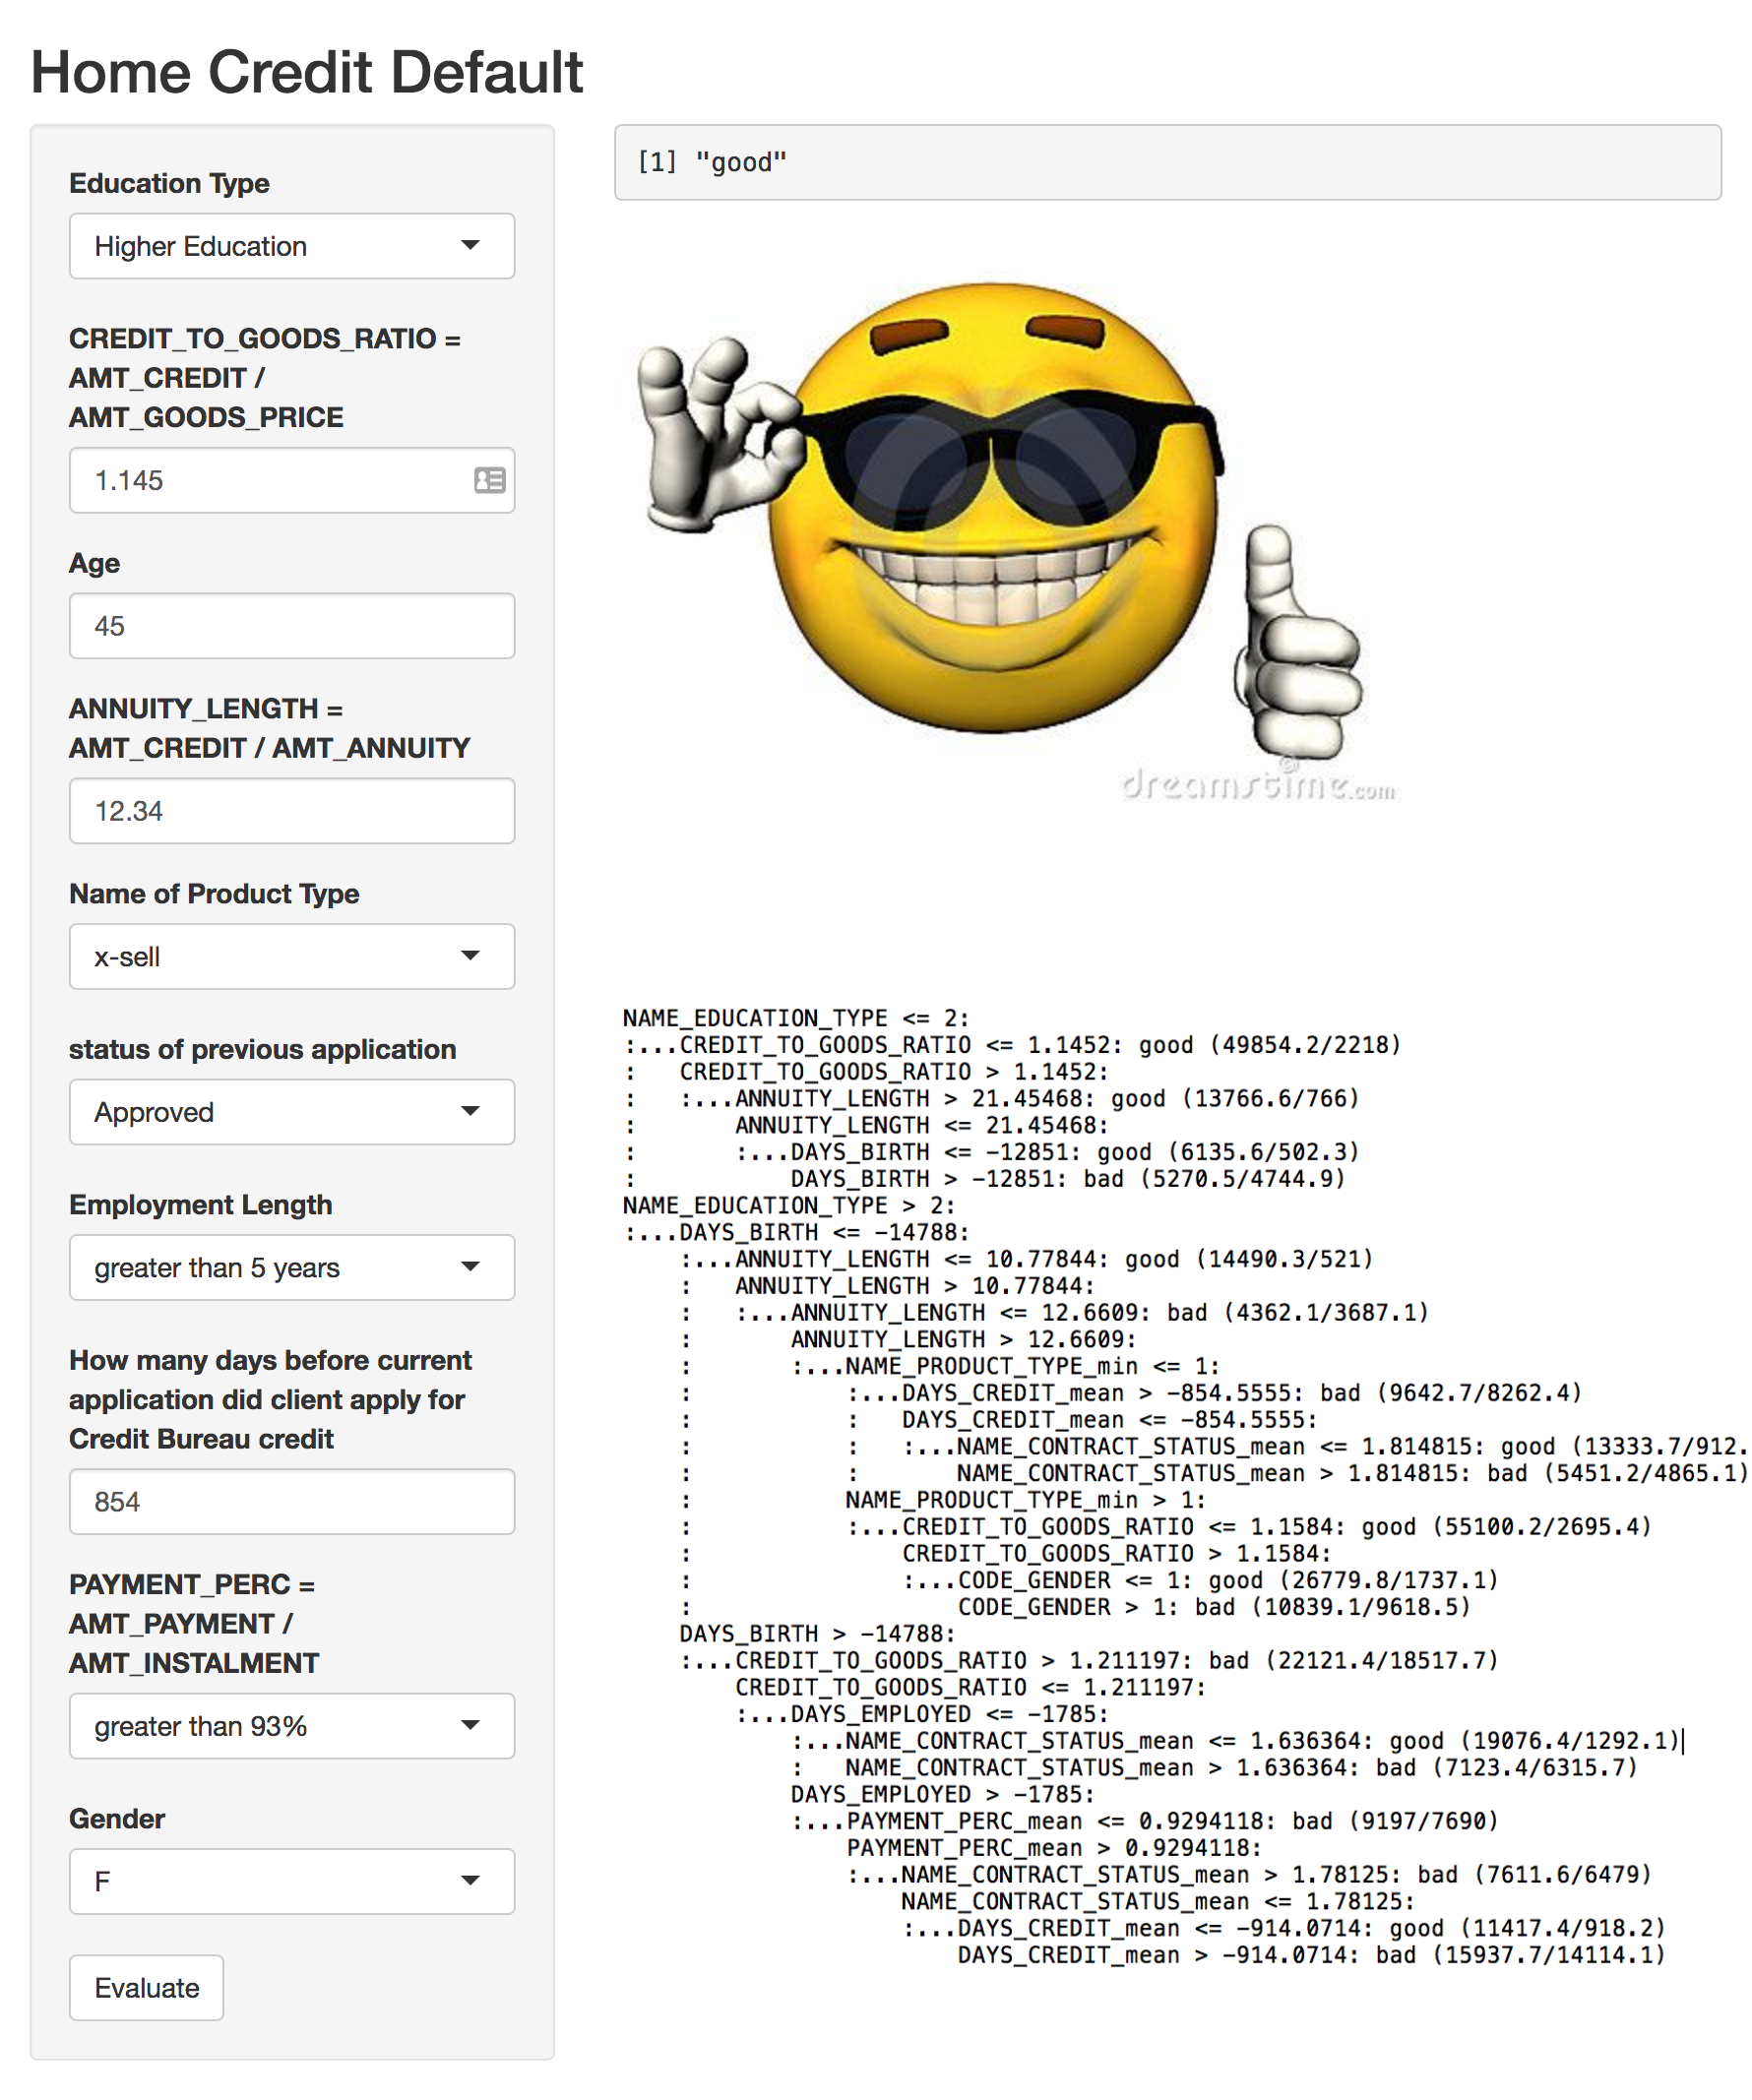 Home Credit Default
Education Type
Higher Education
CREDIT_TO_GOODS_RATIO =
AMT_CREDIT /
AMT_GOODS_PRICE
1.145
Age
45
ANNUITY_LENGTH =
AMT_CREDIT / AMT_ANNUITY
12.34
Name of Product Type
x-sell
status of previous application
Approved
Employment Length
greater than 5 years
How many days before current
application did client apply for
Credit Bureau credit
854
PAYMENT_PERC =
AMT_PAYMENT /
AMT_INSTALMENT
greater than 93%
Gender
F
Evaluate
[1] "good"
dreamstime.com
NAME_EDUCATION_TYPE <= 2:
:...CREDIT_TO_GOODS_RATIO <= 1.1452: good (49854.2/2218)
:   CREDIT_TO_GOODS_RATIO > 1.1452:
:   :...ANNUITY_LENGTH > 21.45468: good (13766.6/766)
:       ANNUITY_LENGTH <= 21.45468:
:       :...DAYS_BIRTH <= -12851: good (6135.6/502.3)
:           DAYS_BIRTH > -12851: bad (5270.5/4744.9)
NAME_EDUCATION_TYPE > 2:
:...DAYS_BIRTH <= -14788:
    :...ANNUITY_LENGTH <= 10.77844: good (14490.3/521)
    :   ANNUITY_LENGTH > 10.77844:
    :   :...ANNUITY_LENGTH <= 12.6609: bad (4362.1/3687.1)
    :       ANNUITY_LENGTH > 12.6609:
    :       :...NAME_PRODUCT_TYPE_min <= 1:
    :           :...DAYS_CREDIT_mean > -854.5555: bad (9642.7/8262.4)
    :           :   DAYS_CREDIT_mean <= -854.5555:
    :           :   :...NAME_CONTRACT_STATUS_mean <= 1.814815: good (13333.7/912.
    :           :       NAME_CONTRACT_STATUS_mean > 1.814815: bad (5451.2/4865.1)
    :           NAME_PRODUCT_TYPE_min > 1:
    :           :...CREDIT_TO_GOODS_RATIO <= 1.1584: good (55100.2/2695.4)
    :               CREDIT_TO_GOODS_RATIO > 1.1584:
    :               :...CODE_GENDER <= 1: good (26779.8/1737.1)
    :                   CODE_GENDER > 1: bad (10839.1/9618.5)
    DAYS_BIRTH > -14788:
    :...CREDIT_TO_GOODS_RATIO > 1.211197: bad (22121.4/18517.7)
        CREDIT_TO_GOODS_RATIO <= 1.211197:
        :...DAYS_EMPLOYED <= -1785:
            :...NAME_CONTRACT_STATUS_mean <= 1.636364: good (19076.4/1292.1)
            :   NAME_CONTRACT_STATUS_mean > 1.636364: bad (7123.4/6315.7)
            DAYS_EMPLOYED > -1785:
            :...PAYMENT_PERC_mean <= 0.9294118: bad (9197/7690)
                PAYMENT_PERC_mean > 0.9294118:
                :...NAME_CONTRACT_STATUS_mean > 1.78125: bad (7611.6/6479)
                    NAME_CONTRACT_STATUS_mean <= 1.78125:
                    :...DAYS_CREDIT_mean <= -914.0714: good (11417.4/918.2)
                        DAYS_CREDIT_mean > -914.0714: bad (15937.7/14114.1)